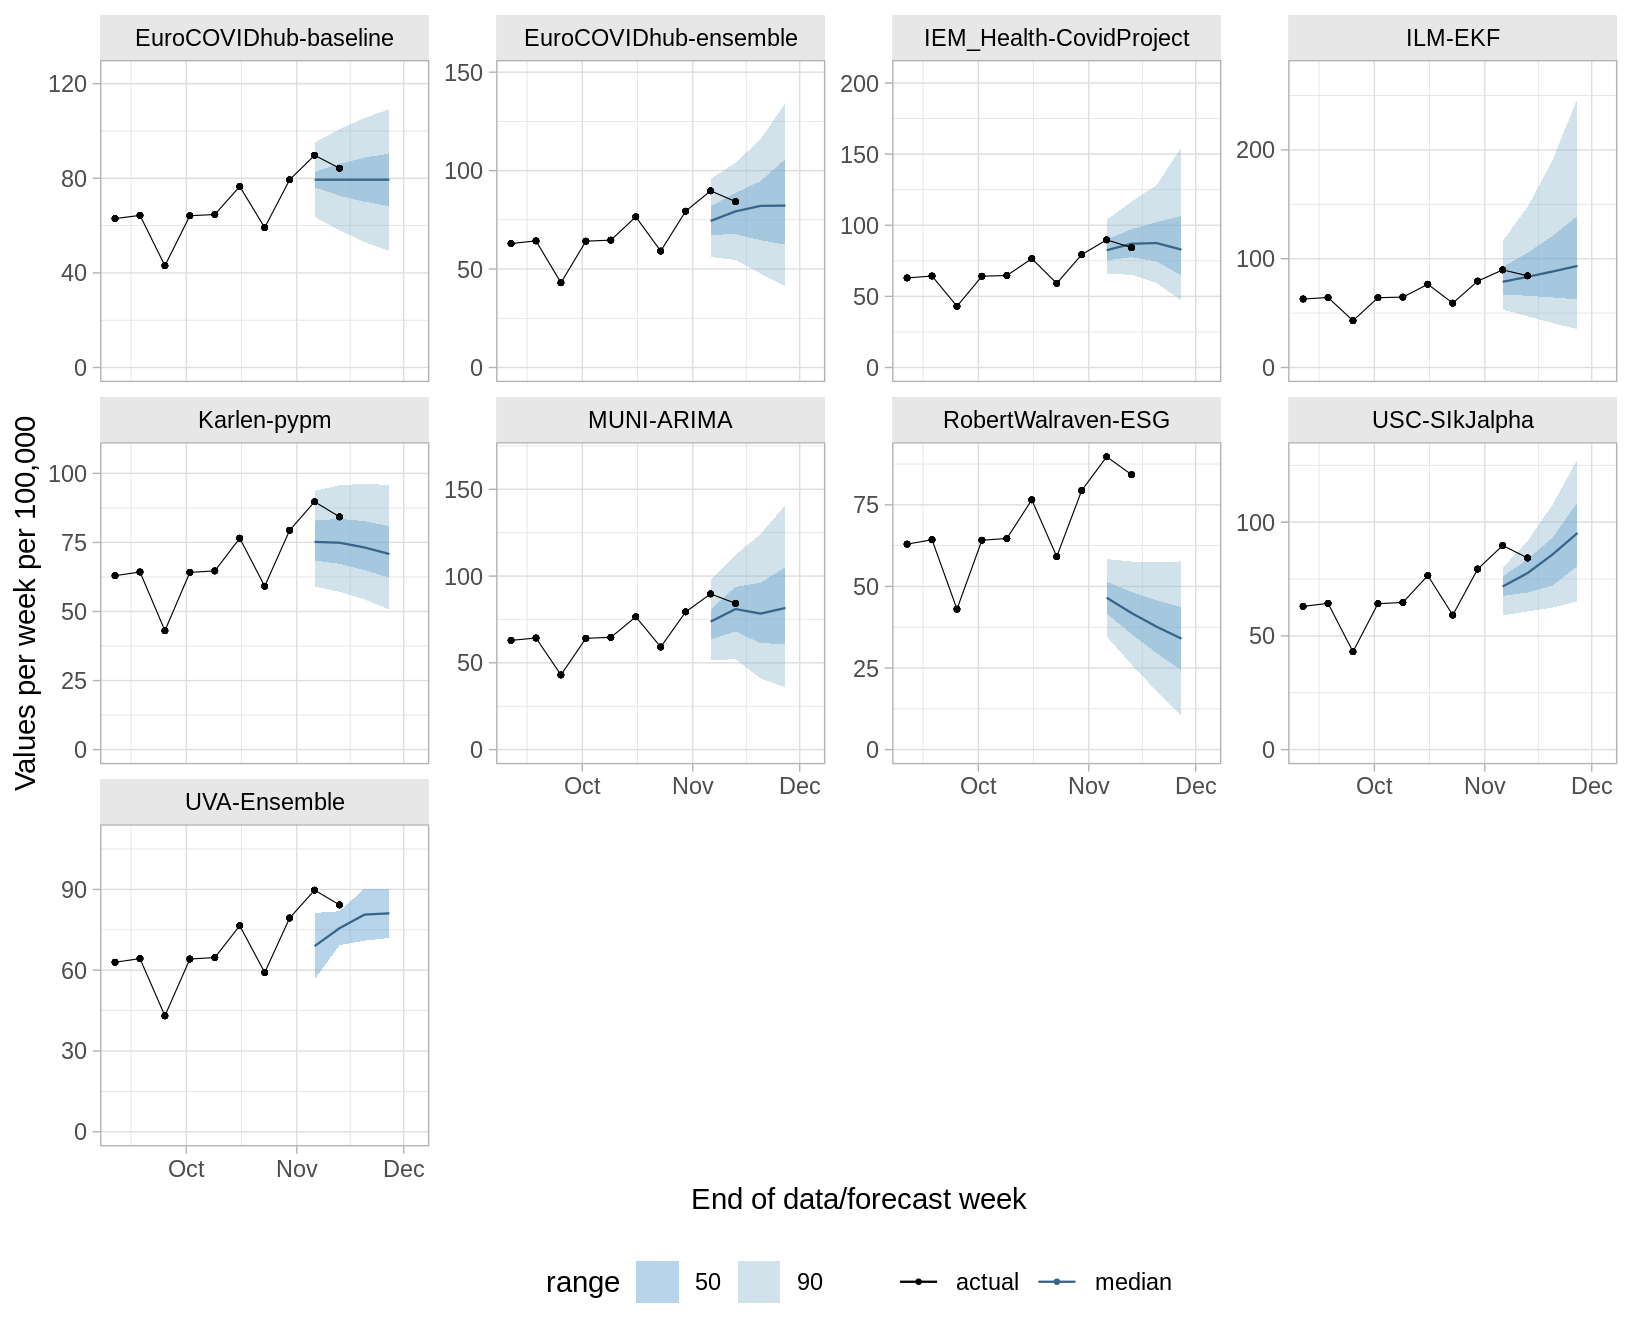 EuroCOVIDhub-baseline
EuroCOVIDhub-ensemble
IEM_Health-CovidProject
ILM-EKF
120
80
40
0
150
100
50
0
200
150
100
50
0
200
100
0
Karlen-pypm
MUNI-ARIMA
RobertWalraven-ESG
USC-SIkJalpha
100
75
50
25
0
150
100
50
0
75
50
25
0
100
50
0
Oct Nov Dec
Oct Nov Dec
Oct Nov Dec
UVA-Ensemble
90
60
30
0
Oct Nov Dec
Values per week per 100,000
End of data/forecast week
range 50 90 actual median